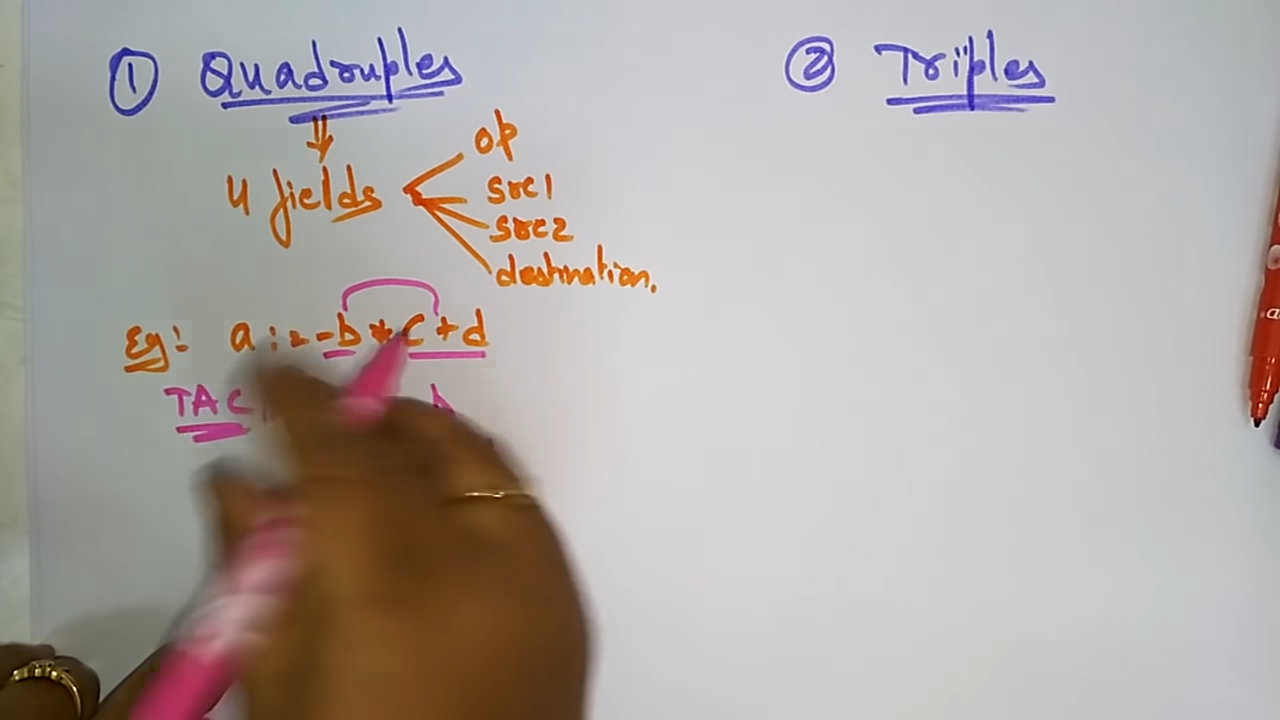 ① Quadruples
4 fields
op
src1
src2
destination.
Eg: a := -b * c + d
TAC
b
② Triples